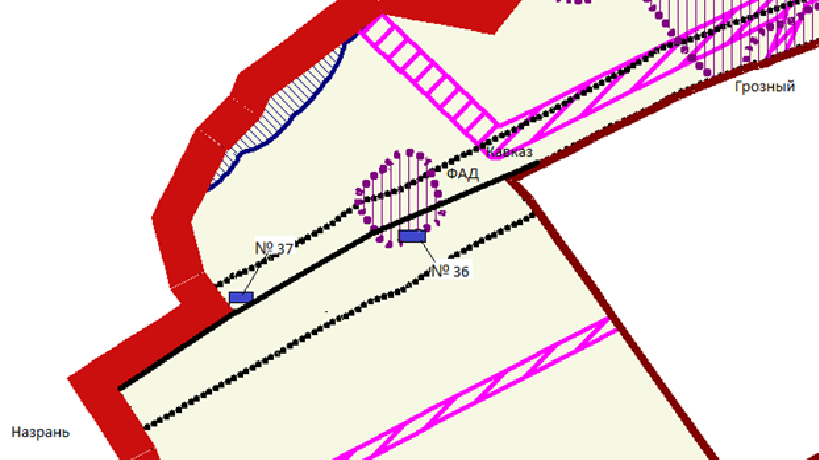 Грозный
Кавказ
ФАД
№ 37
№ 36
Назрань